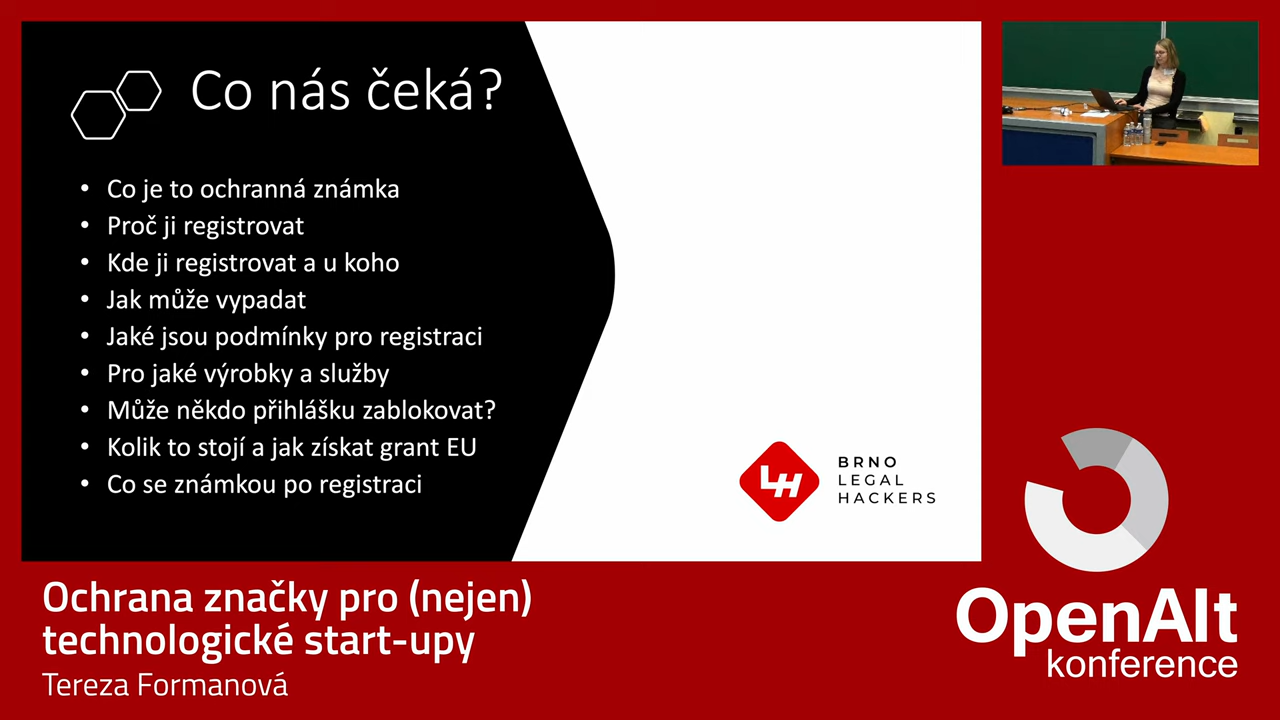 Co nás čeká?
• Co je to ochranná známka
• Proč ji registrovat
• Kde ji registrovat a u koho
• Jak může vypadat
• Jaké jsou podmínky pro registraci
• Pro jaké výrobky a služby
• Může někdo přihlášku zablokovat?
• Kolik to stojí a jak získat grant EU
• Co se známkou po registraci
LH
BRNO
LEGAL
HACKERS
Ochrana značky pro (nejen)
technologické start-upy
Tereza Formanová
OpenAlt
konference